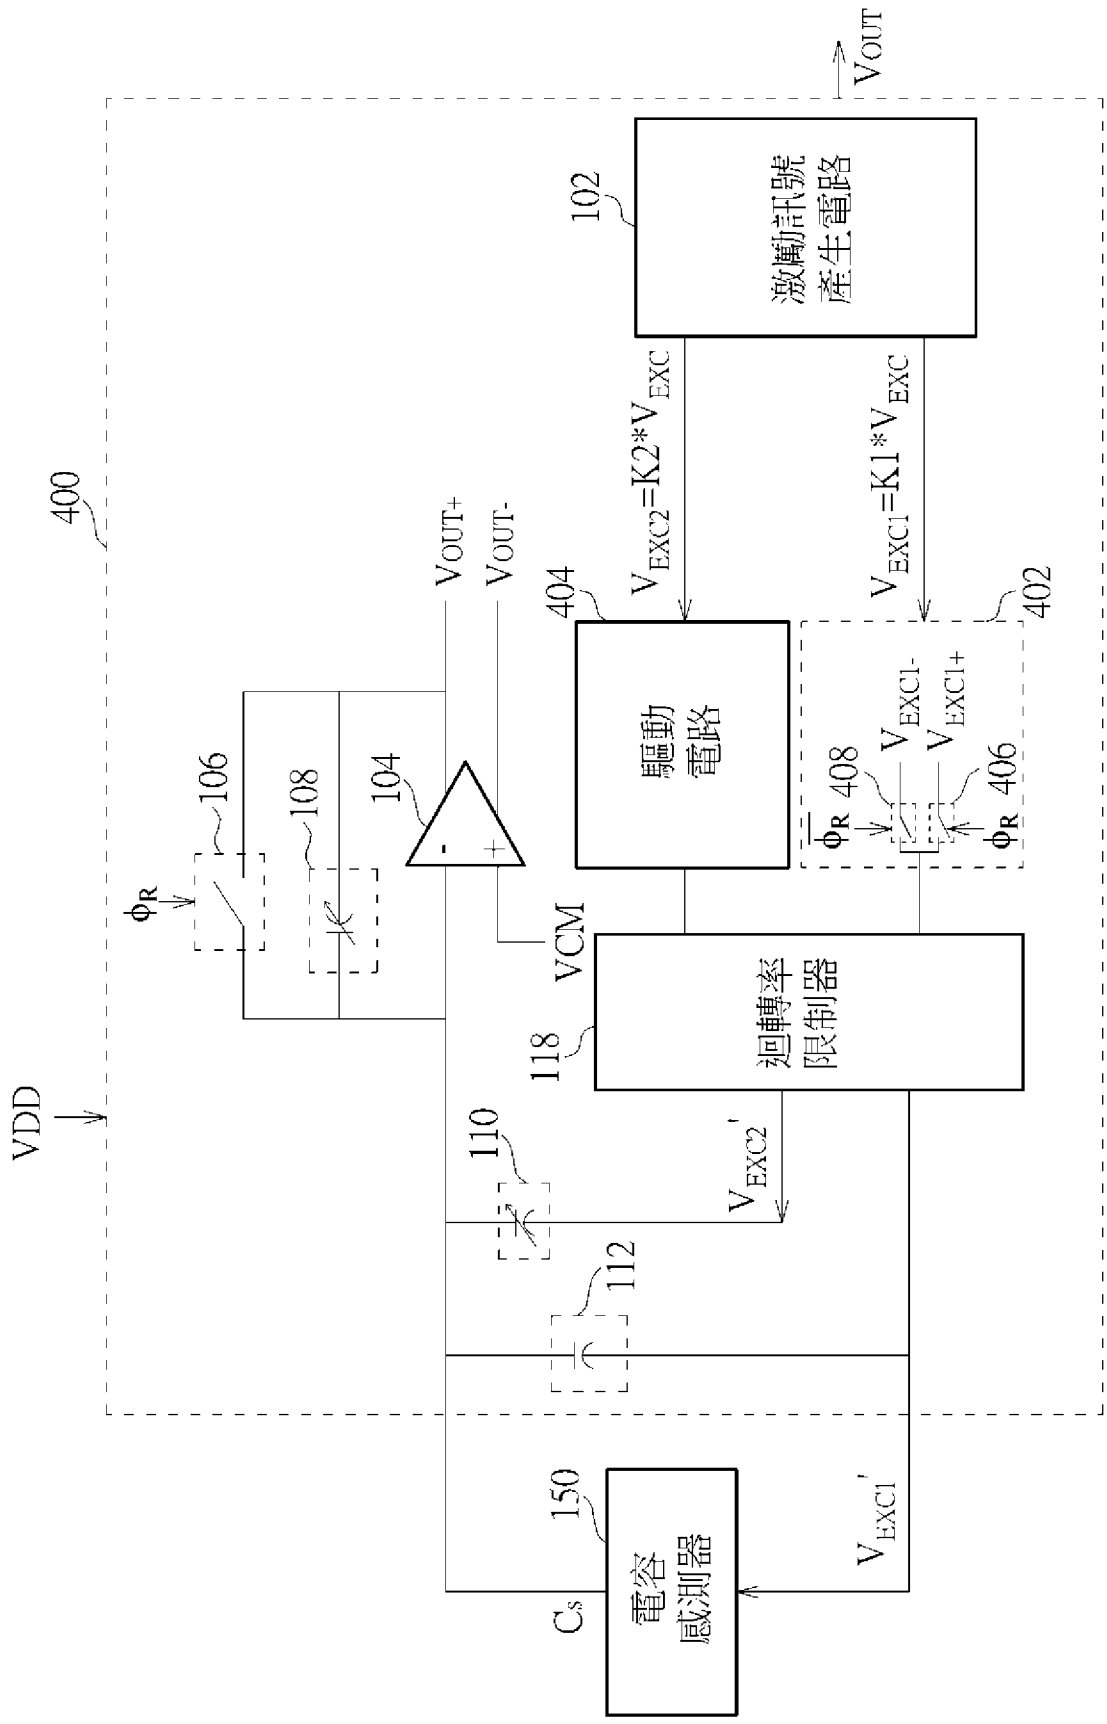 VDD
400
ϕR
106
108
104
VOUT+
VOUT-
VCM
110
112
Cs
150
電容
感測器
VEXC1'
VEXC2'
118
迴轉率
限制器
404
驅動
電路
VEXC2=K2*VEXC
102
激勵訊號
產生電路
VEXC1=K1*VEXC
402
ϕ̅R
408
VEXC1-
VEXC1+
406
ϕR
VOUT